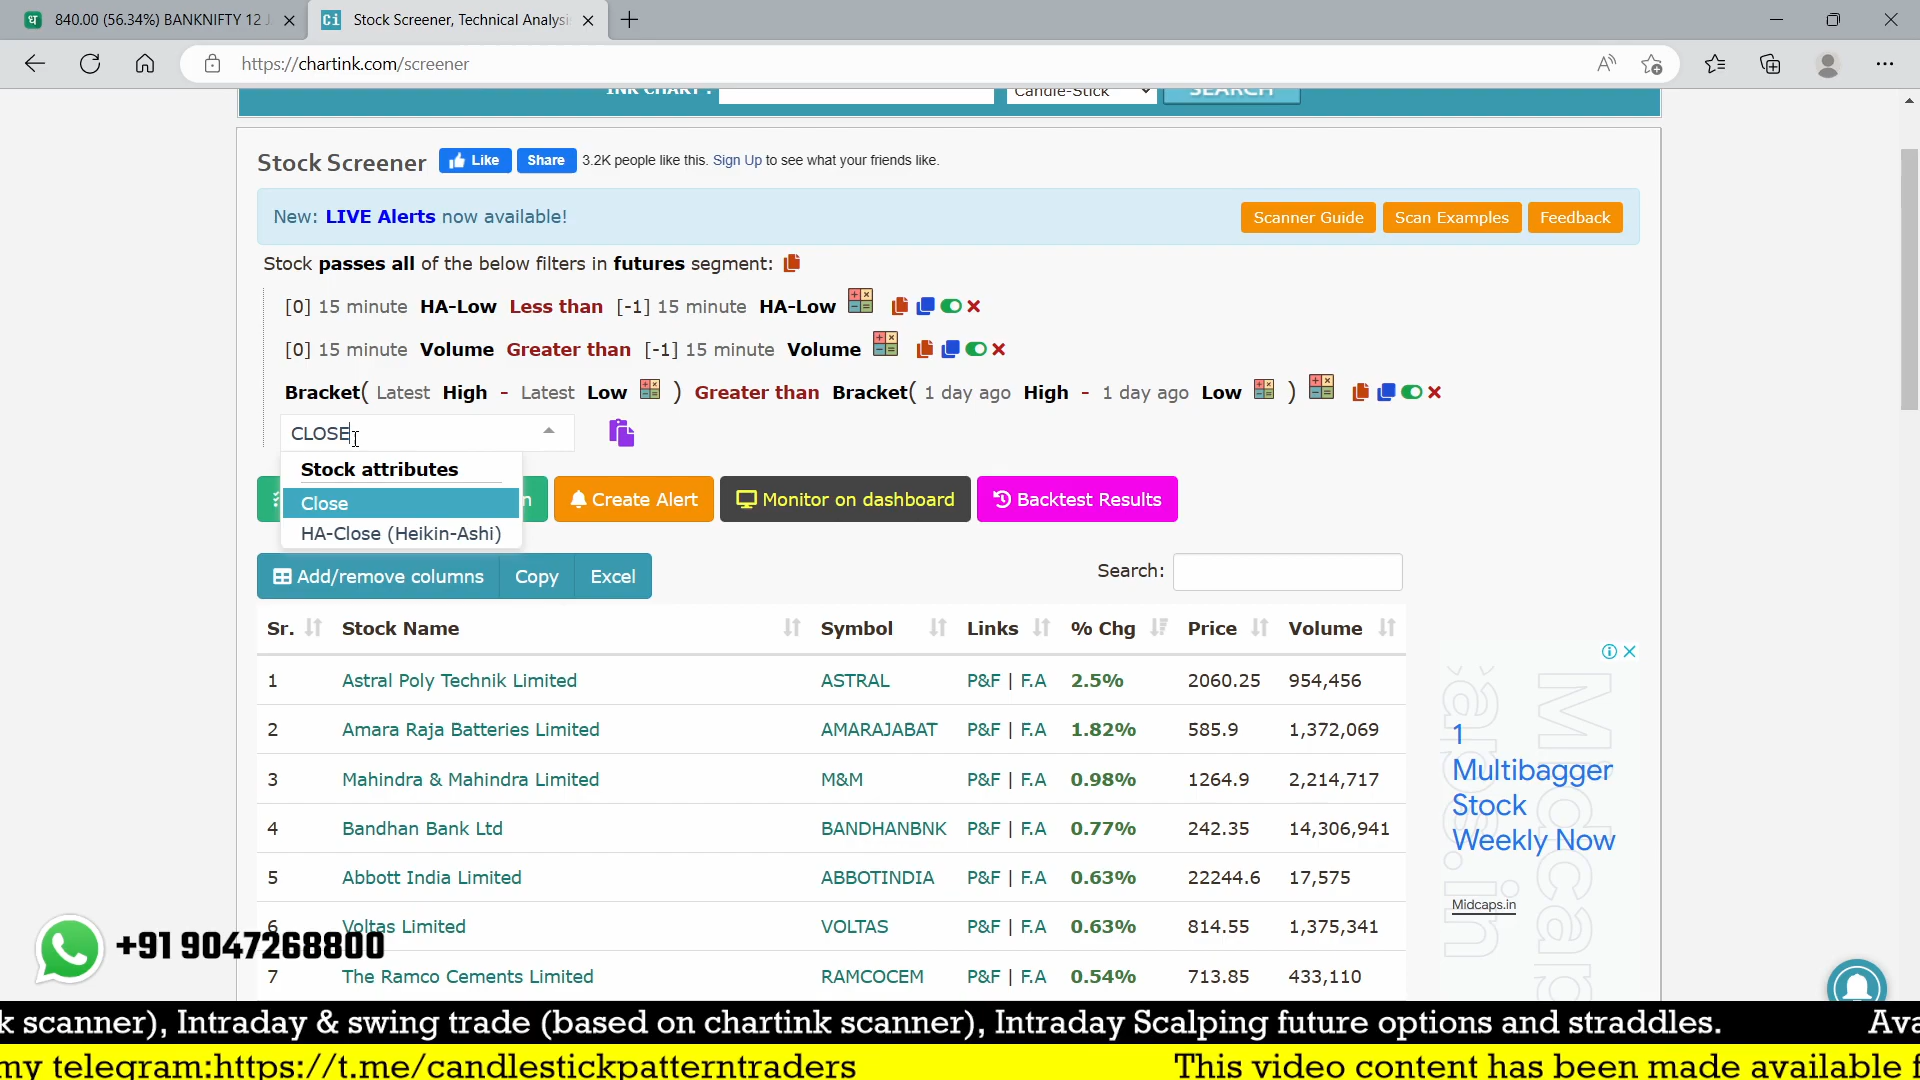 840.00 (56.34%) BANKNIFTY 12 J
Stock Screener, Technical Analysi
https://chartink.com/screener
INK CHART :
Candle-Stick
SEARCH
Stock Screener
Like
Share
3.2K people like this. Sign Up to see what your friends like.
New: LIVE Alerts now available!
Scanner Guide
Scan Examples
Feedback
Stock passes all of the below filters in futures segment:
[0] 15 minute HA-Low Less than [-1] 15 minute HA-Low
[0] 15 minute Volume Greater than [-1] 15 minute Volume
Bracket( Latest High - Latest Low ) Greater than Bracket( 1 day ago High - 1 day ago Low )
CLOSE
Stock attributes
Close
HA-Close (Heikin-Ashi)
n
Create Alert
Monitor on dashboard
Backtest Results
Add/remove columns
Copy
Excel
Search:
Sr. Stock Name Symbol Links % Chg Price Volume
1 Astral Poly Technik Limited ASTRAL P&F | F.A 2.5% 2060.25 954,456
2 Amara Raja Batteries Limited AMARAJABAT P&F | F.A 1.82% 585.9 1,372,069
3 Mahindra & Mahindra Limited M&M P&F | F.A 0.98% 1264.9 2,214,717
4 Bandhan Bank Ltd BANDHANBNK P&F | F.A 0.77% 242.35 14,306,941
5 Abbott India Limited ABBOTINDIA P&F | F.A 0.63% 22244.6 17,575
6 Voltas Limited VOLTAS P&F | F.A 0.63% 814.55 1,375,341
7 The Ramco Cements Limited RAMCOCEM P&F | F.A 0.54% 713.85 433,110
1
Multibagger
Stock
Weekly Now
Midcaps.in
+91 9047268800
k scanner), Intraday & swing trade (based on chartink scanner), Intraday Scalping future options and straddles. Ava
my telegram:https://t.me/candlestickpatterntraders This video content has been made available f